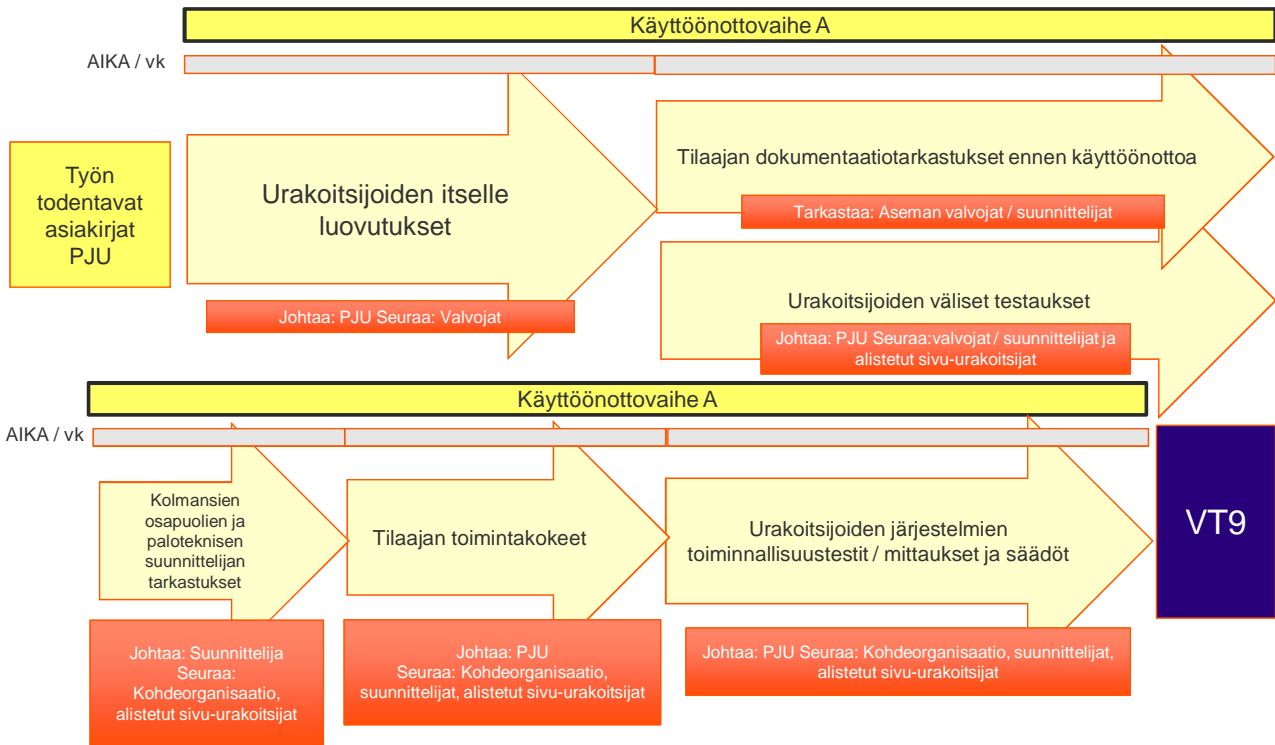 Käyttöönottovaihe A
AIKA / vk
Työn
todentavat
asiakirjat
PJU
Urakoitsijoiden itselle
luovutukset
Johtaa: PJU Seuraa: Valvojat
Tilaajan dokumentaatiotarkastukset ennen käyttöönottoa
Tarkastaa: Aseman valvojat / suunnittelijat
Urakoitsijoiden väliset testaukset
Johtaa: PJU Seuraa:valvojat / suunnittelijat ja
alistetut sivu-urakoitsijat
Käyttöönottovaihe A
AIKA / vk
Kolmansien
osapuolien ja
paloteknisen
suunnittelijan
tarkastukset
Johtaa: Suunnittelija
Seuraa:
Kohdeorganisaatio,
alistetut sivu-urakoitsijat
Tilaajan toimintakokeet
Johtaa: PJU
Seuraa: Kohdeorganisaatio,
suunnittelijat, alistetut sivu-urakoitsijat
Urakoitsijoiden järjestelmien
toiminnallisuustestit / mittaukset ja säädöt
Johtaa: PJU Seuraa: Kohdeorganisaatio, suunnittelijat,
alistetut sivu-urakoitsijat
VT9